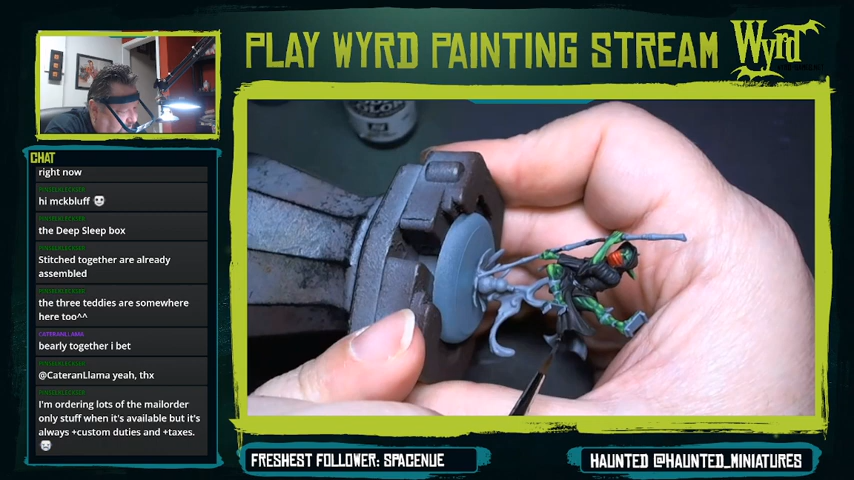 PLAY WYRD PAINTING STREAM
Wyrd
CHAT
right now
hi mckbluff
the Deep Sleep box
Stitched together are already
assembled
the three teddies are somewhere
here too^^
CATERANLLAMA
bearly together i bet
@CateranLlama yeah, thx
I'm ordering lots of the mailorder
only stuff when it's available but it's
always +custom duties and +taxes.
FRESHEST FOLLOWER: SPACENUE
HAUNTED @HAUNTED_MINIATURES